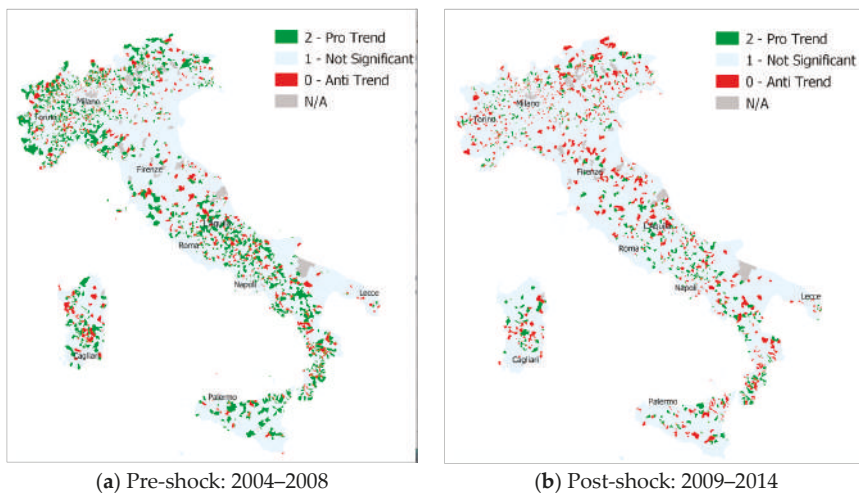 2 - Pro Trend
1 - Not Significant
0 - Anti Trend
N/A
Milano
Torino
Firenze
L'Aquila
Roma
Napoli
Lecce
Cagliari
Palermo
(a) Pre-shock: 2004–2008
2 - Pro Trend
1 - Not Significant
0 - Anti Trend
N/A
Milano
Torino
Firenze
L'Aquila
Roma
Napoli
Lecce
Cagliari
Palermo
(b) Post-shock: 2009–2014